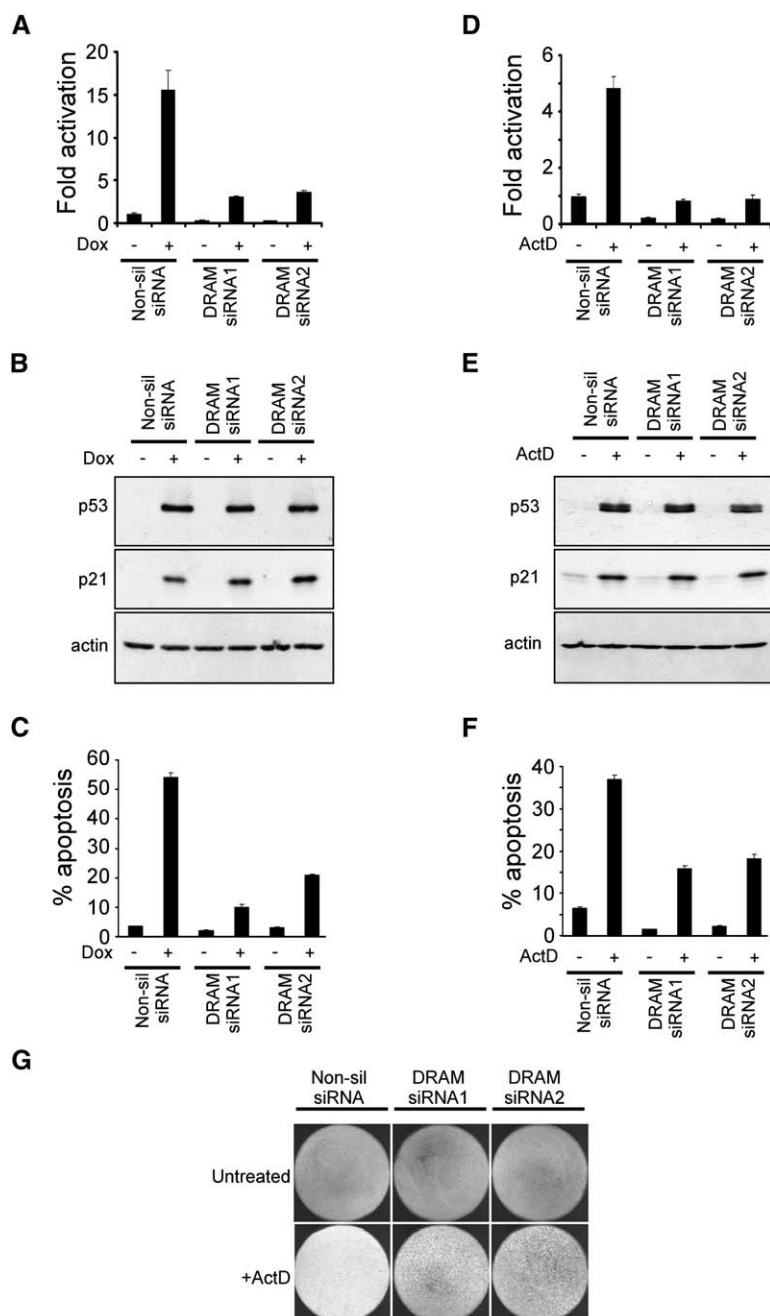 A
Fold activation
20
15
10
5
0
Dox
- + - + - +
Non-sil
siRNA
DRAM
siRNA1
DRAM
siRNA2
B
Non-sil
siRNA
DRAM
siRNA1
DRAM
siRNA2
Dox
- + - + - +
p53
p21
actin
C
% apoptosis
60
50
40
30
20
10
0
Dox
- + - + - +
Non-sil
siRNA
DRAM
siRNA1
DRAM
siRNA2
D
Fold activation
6
4
2
0
ActD
- + - + - +
Non-sil
siRNA
DRAM
siRNA1
DRAM
siRNA2
E
Non-sil
siRNA
DRAM
siRNA1
DRAM
siRNA2
ActD
- + - + - +
p53
p21
actin
F
% apoptosis
40
30
20
10
0
ActD
- + - + - +
Non-sil
siRNA
DRAM
siRNA1
DRAM
siRNA2
G
Non-sil
siRNA
DRAM
siRNA1
DRAM
siRNA2
Untreated
+ActD